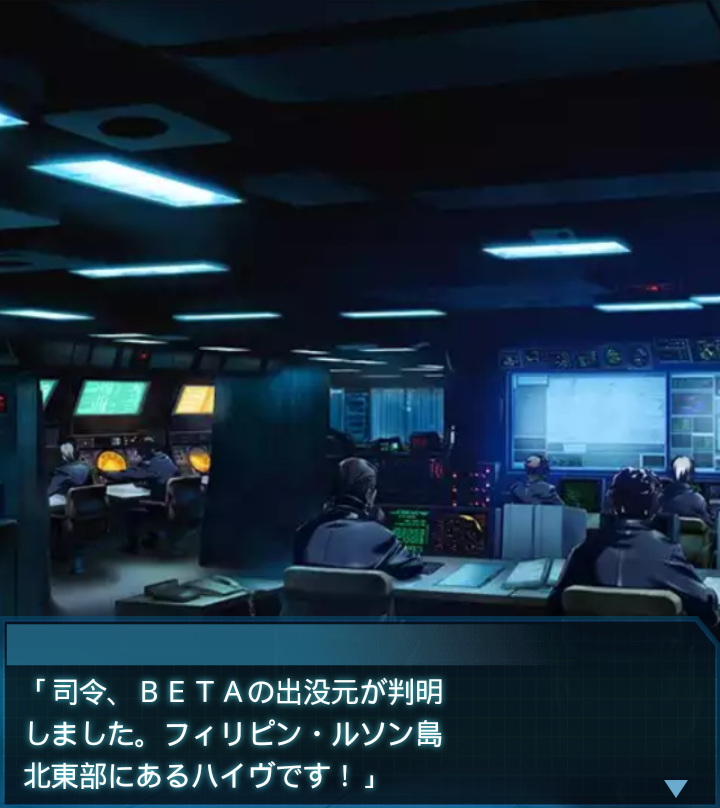 「司令、ＢＥＴＡの出没元が判明
しました。フィリピン・ルソン島
北東部にあるハイヴです！」